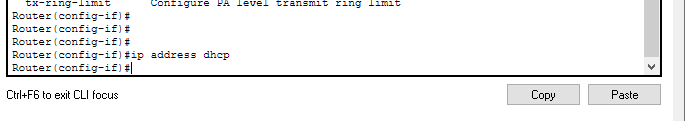 tx-ring-limit Configure PA level transmit ring limit
Router(config-if)#
Router(config-if)#
Router(config-if)#
Router(config-if)#ip address dhcp
Router(config-if)#
Ctrl+F6 to exit CLI focus
Copy
Paste